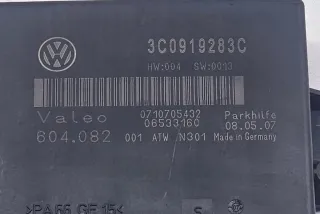 3C0919283C
HW:004 SW:0013
Valeo 0710705432 Parkhilfe
06533160 08.05.07
604.082 001 ATW N301 Made in Germany
>PA66 GF15< S